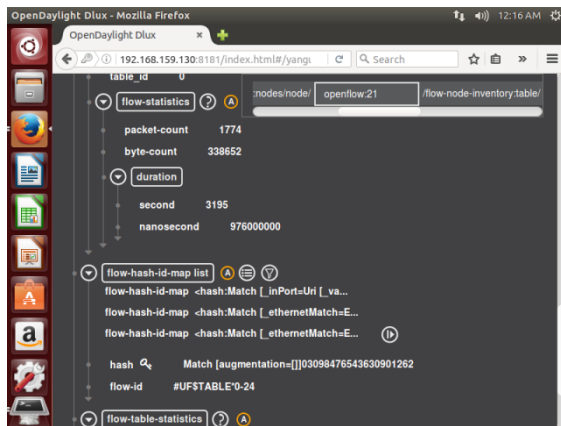 OpenDaylight Dlux - Mozilla Firefox
12:16 AM
OpenDaylight Dlux
192.168.159.130:8181/index.html#/yangu
Search
table_id 0
:nodes/node/ openflow:21 /flow-node-inventory:table/
flow-statistics ? A
packet-count 1774
byte-count 338652
duration
second 3195
nanosecond 976000000
flow-hash-id-map list A
flow-hash-id-map <hash:Match [_inPort=Uri [_va...
flow-hash-id-map <hash:Match [_ethernetMatch=E...
flow-hash-id-map <hash:Match [_ethernetMatch=E...
hash Match [augmentation=[]]03098476543630901262
flow-id #UF$TABLE*0-24
flow-table-statistics ? A